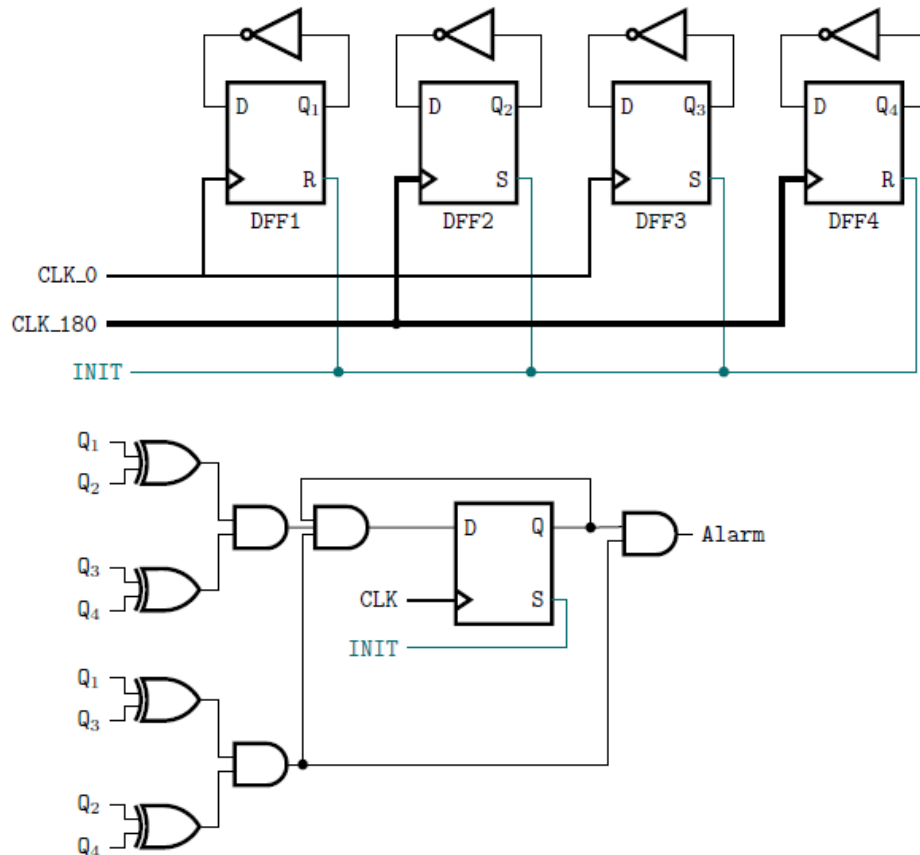 D Q₁ D Q₂ D Q₃ D Q₄
R S S R
DFF1 DFF2 DFF3 DFF4
CLK_0
CLK_180
INIT
Q₁
Q₂
D Q Alarm
Q₃
Q₄
CLK S
INIT
Q₁
Q₃
Q₂
Q₄